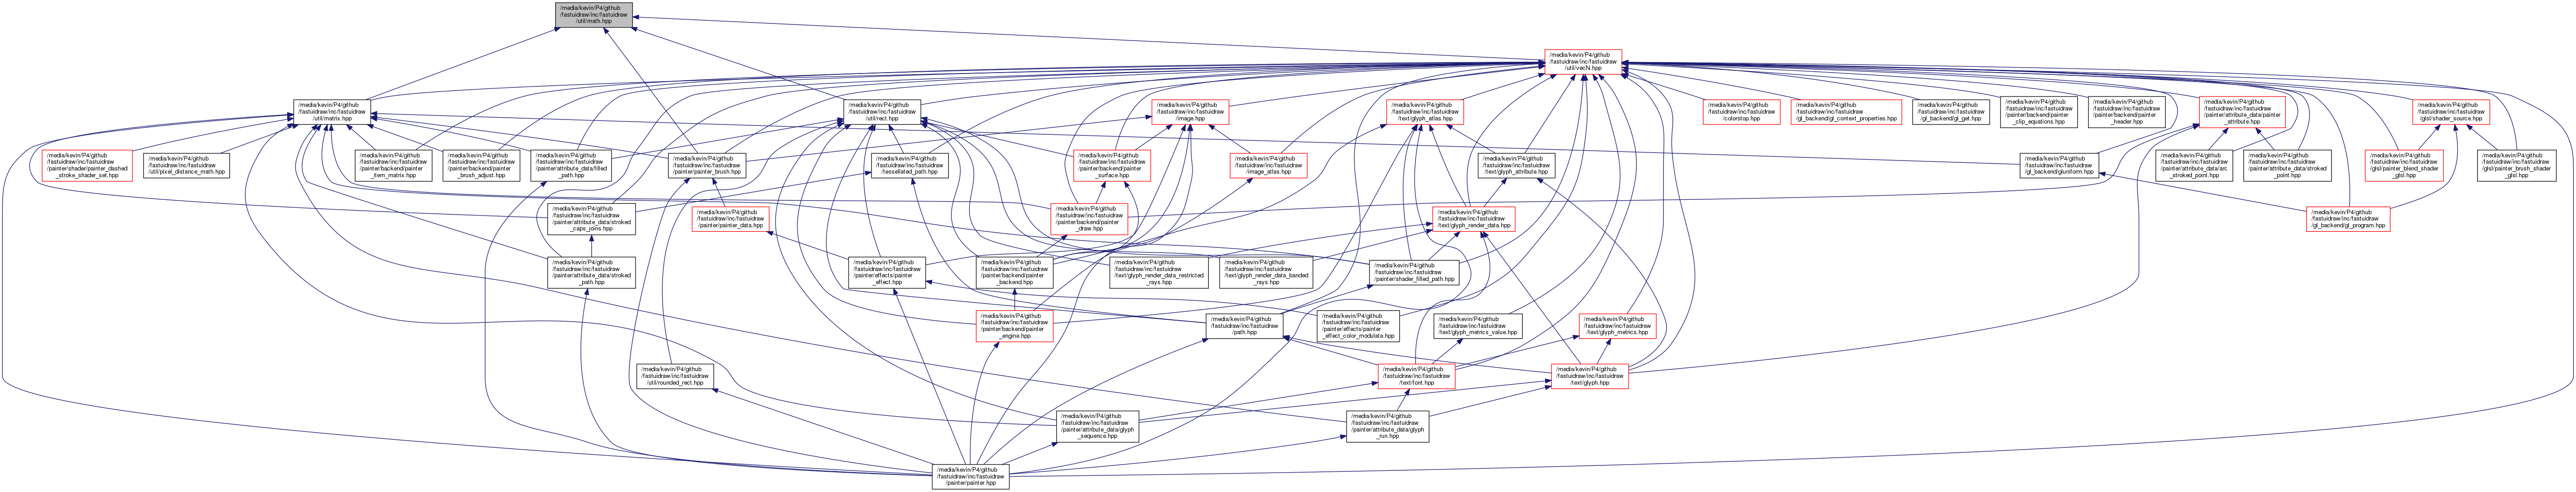 /media/kevin/P4/github
/fastuidraw/inc/fastuidraw
/util/math.hpp
/media/kevin/P4/github
/fastuidraw/inc/fastuidraw
/util/vecN.hpp
/media/kevin/P4/github
/fastuidraw/inc/fastuidraw
/util/matrix.hpp
/media/kevin/P4/github
/fastuidraw/inc/fastuidraw
/util/rect.hpp
/media/kevin/P4/github
/fastuidraw/inc/fastuidraw
/image.hpp
/media/kevin/P4/github
/fastuidraw/inc/fastuidraw
/text/glyph_atlas.hpp
/media/kevin/P4/github
/fastuidraw/inc/fastuidraw
/colorstop.hpp
/media/kevin/P4/github
/fastuidraw/inc/fastuidraw
/gl_backend/gl_context_properties.hpp
/media/kevin/P4/github
/fastuidraw/inc/fastuidraw
/gl_backend/gl_get.hpp
/media/kevin/P4/github
/fastuidraw/inc/fastuidraw
/painter/backend/painter
_clip_equations.hpp
/media/kevin/P4/github
/fastuidraw/inc/fastuidraw
/painter/backend/painter
_header.hpp
/media/kevin/P4/github
/fastuidraw/inc/fastuidraw
/painter/attribute_data/painter
_attribute.hpp
/media/kevin/P4/github
/fastuidraw/inc/fastuidraw
/glsl/shader_source.hpp
/media/kevin/P4/github
/fastuidraw/inc/fastuidraw
/painter/shader/painter_dashed
_stroke_shader_set.hpp
/media/kevin/P4/github
/fastuidraw/inc/fastuidraw
/util/pixel_distance_math.hpp
/media/kevin/P4/github
/fastuidraw/inc/fastuidraw
/painter/backend/painter
_item_matrix.hpp
/media/kevin/P4/github
/fastuidraw/inc/fastuidraw
/painter/backend/painter
_brush_adjust.hpp
/media/kevin/P4/github
/fastuidraw/inc/fastuidraw
/painter/attribute_data/filled
_path.hpp
/media/kevin/P4/github
/fastuidraw/inc/fastuidraw
/painter/painter_brush.hpp
/media/kevin/P4/github
/fastuidraw/inc/fastuidraw
/tessellated_path.hpp
/media/kevin/P4/github
/fastuidraw/inc/fastuidraw
/painter/backend/painter
_surface.hpp
/media/kevin/P4/github
/fastuidraw/inc/fastuidraw
/image_atlas.hpp
/media/kevin/P4/github
/fastuidraw/inc/fastuidraw
/text/glyph_attribute.hpp
/media/kevin/P4/github
/fastuidraw/inc/fastuidraw
/gl_backend/gluniform.hpp
/media/kevin/P4/github
/fastuidraw/inc/fastuidraw
/painter/attribute_data/arc
_stroked_point.hpp
/media/kevin/P4/github
/fastuidraw/inc/fastuidraw
/painter/attribute_data/stroked
_point.hpp
/media/kevin/P4/github
/fastuidraw/inc/fastuidraw
/glsl/painter_blend_shader
_glsl.hpp
/media/kevin/P4/github
/fastuidraw/inc/fastuidraw
/glsl/painter_brush_shader
_glsl.hpp
/media/kevin/P4/github
/fastuidraw/inc/fastuidraw
/painter/attribute_data/stroked
_caps_joins.hpp
/media/kevin/P4/github
/fastuidraw/inc/fastuidraw
/painter/painter_data.hpp
/media/kevin/P4/github
/fastuidraw/inc/fastuidraw
/painter/backend/painter
_draw.hpp
/media/kevin/P4/github
/fastuidraw/inc/fastuidraw
/text/glyph_render_data.hpp
/media/kevin/P4/github
/fastuidraw/inc/fastuidraw
/gl_backend/gl_program.hpp
/media/kevin/P4/github
/fastuidraw/inc/fastuidraw
/painter/attribute_data/stroked
_path.hpp
/media/kevin/P4/github
/fastuidraw/inc/fastuidraw
/painter/effects/painter
_effect.hpp
/media/kevin/P4/github
/fastuidraw/inc/fastuidraw
/painter/backend/painter
_backend.hpp
/media/kevin/P4/github
/fastuidraw/inc/fastuidraw
/text/glyph_render_data_restricted
_rays.hpp
/media/kevin/P4/github
/fastuidraw/inc/fastuidraw
/text/glyph_render_data_banded
_rays.hpp
/media/kevin/P4/github
/fastuidraw/inc/fastuidraw
/painter/shader_filled_path.hpp
/media/kevin/P4/github
/fastuidraw/inc/fastuidraw
/painter/backend/painter
_engine.hpp
/media/kevin/P4/github
/fastuidraw/inc/fastuidraw
/path.hpp
/media/kevin/P4/github
/fastuidraw/inc/fastuidraw
/painter/effects/painter
_effect_color_modulate.hpp
/media/kevin/P4/github
/fastuidraw/inc/fastuidraw
/text/glyph_metrics_value.hpp
/media/kevin/P4/github
/fastuidraw/inc/fastuidraw
/text/glyph_metrics.hpp
/media/kevin/P4/github
/fastuidraw/inc/fastuidraw
/util/rounded_rect.hpp
/media/kevin/P4/github
/fastuidraw/inc/fastuidraw
/text/font.hpp
/media/kevin/P4/github
/fastuidraw/inc/fastuidraw
/text/glyph.hpp
/media/kevin/P4/github
/fastuidraw/inc/fastuidraw
/painter/attribute_data/glyph
_sequence.hpp
/media/kevin/P4/github
/fastuidraw/inc/fastuidraw
/painter/attribute_data/glyph
_run.hpp
/media/kevin/P4/github
/fastuidraw/inc/fastuidraw
/painter/painter.hpp